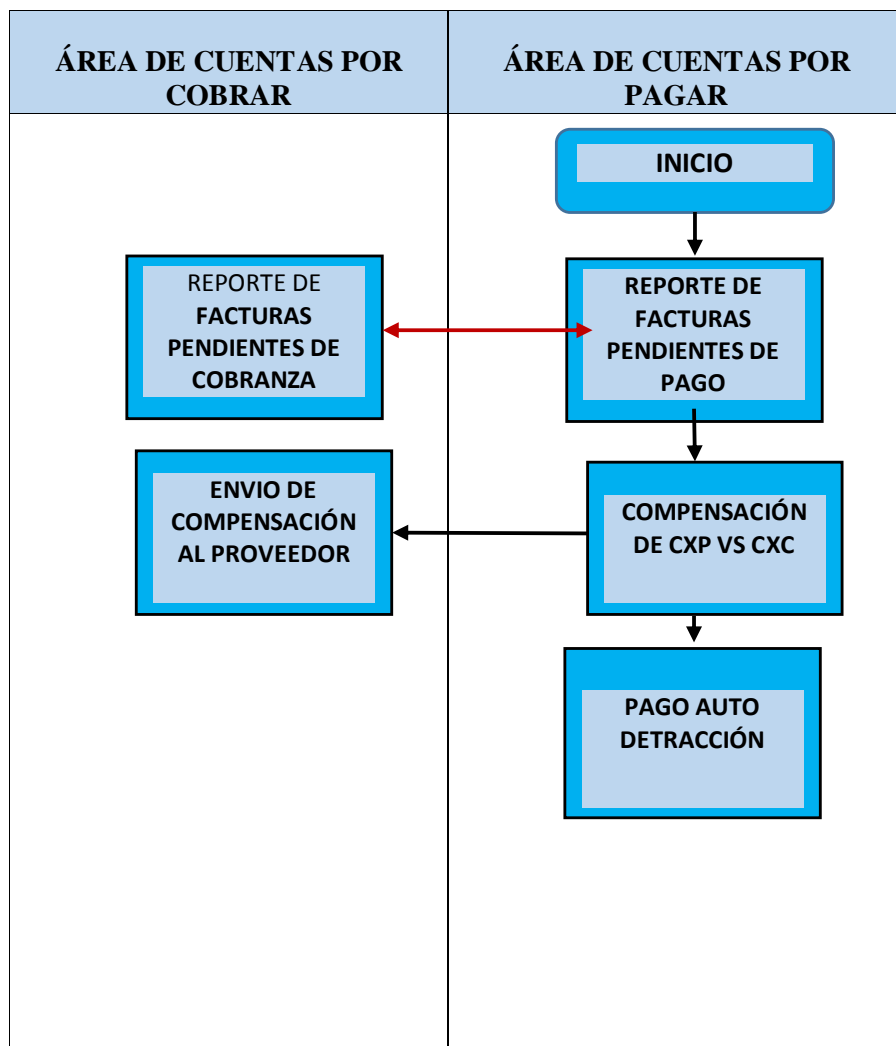 ÁREA DE CUENTAS POR
COBRAR
ÁREA DE CUENTAS POR
PAGAR
INICIO
REPORTE DE
FACTURAS
PENDIENTES DE
COBRANZA
REPORTE DE
FACTURAS
PENDIENTES DE
PAGO
ENVIO DE
COMPENSACIÓN
AL PROVEEDOR
COMPENSACIÓN
DE CXP VS CXC
PAGO AUTO
DETRACCIÓN